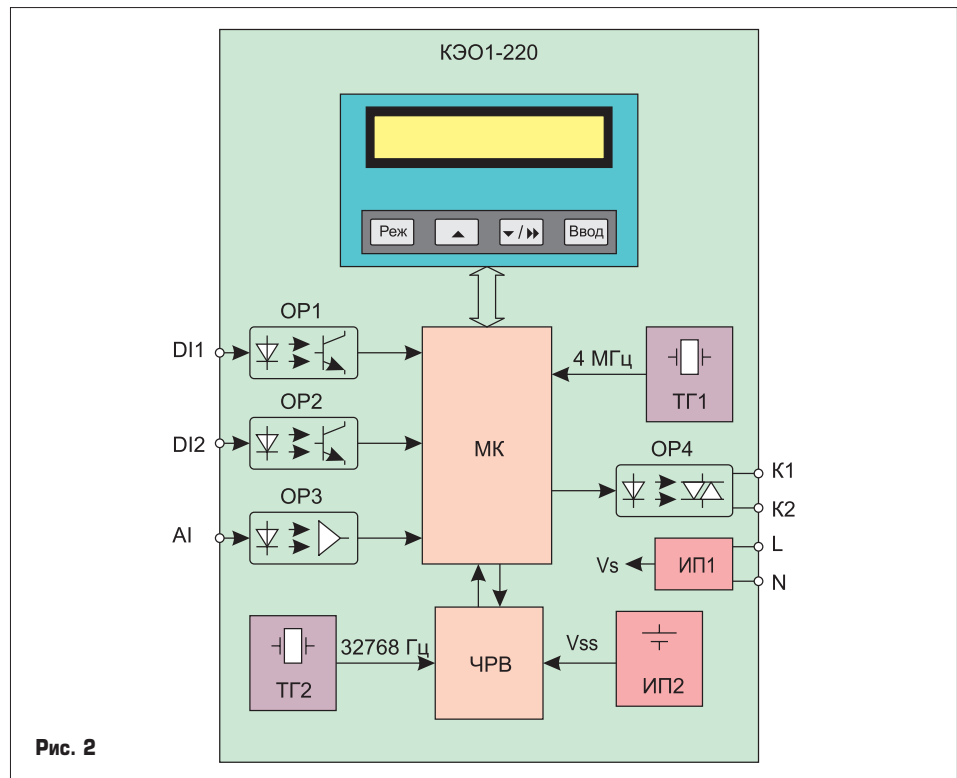 КЭО1-220
Реж
▲
▼/▶▶
Ввод
ОР1
DI1
4 МГц
ТГ1
ОР2
DI2
МК
ОР4
К1
К2
ОР3
AI
L
Vs
ИП1
N
32768 Гц
Vss
ТГ2
ЧРВ
ИП2
Рис. 2